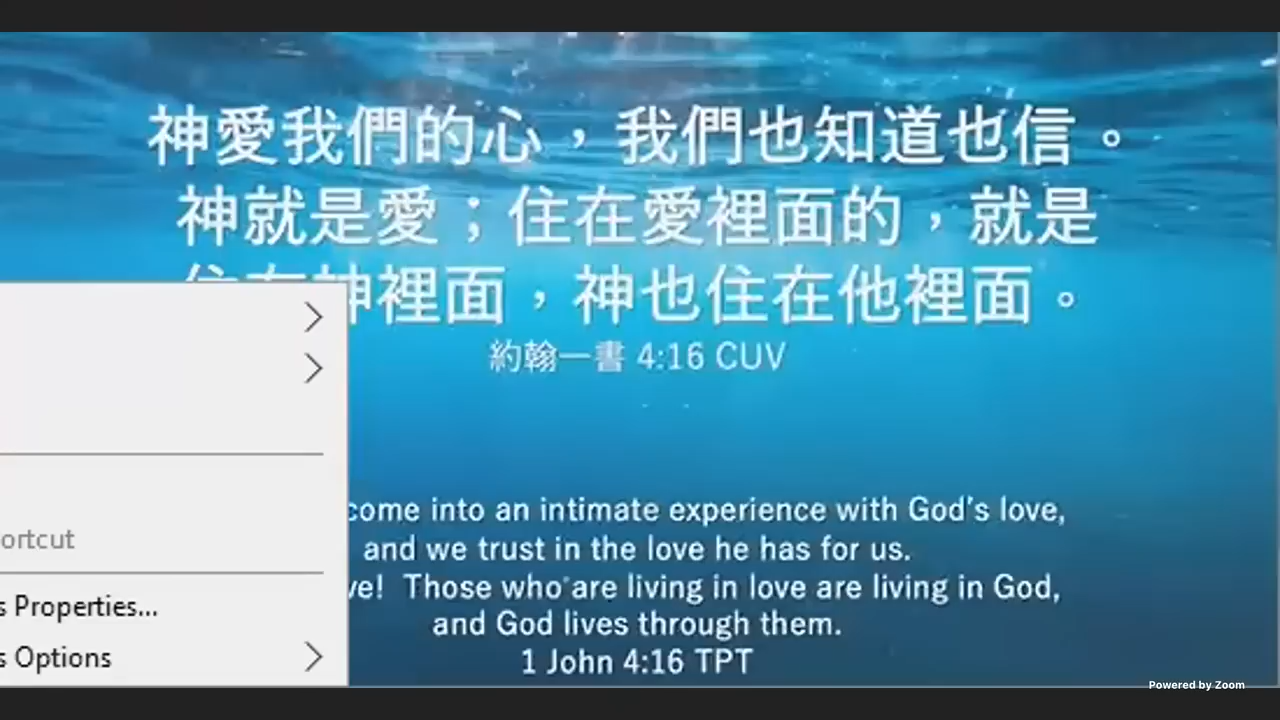 神愛我們的心，我們也知道也信。
神就是愛；住在愛裡面的，就是
住在神裡面，神也住在他裡面。
約翰一書 4:16 CUV
come into an intimate experience with God's love,
and we trust in the love he has for us.
ve! Those who are living in love are living in God,
and God lives through them.
1 John 4:16 TPT
ortcut
s Properties...
s Options
Powered by Zoom